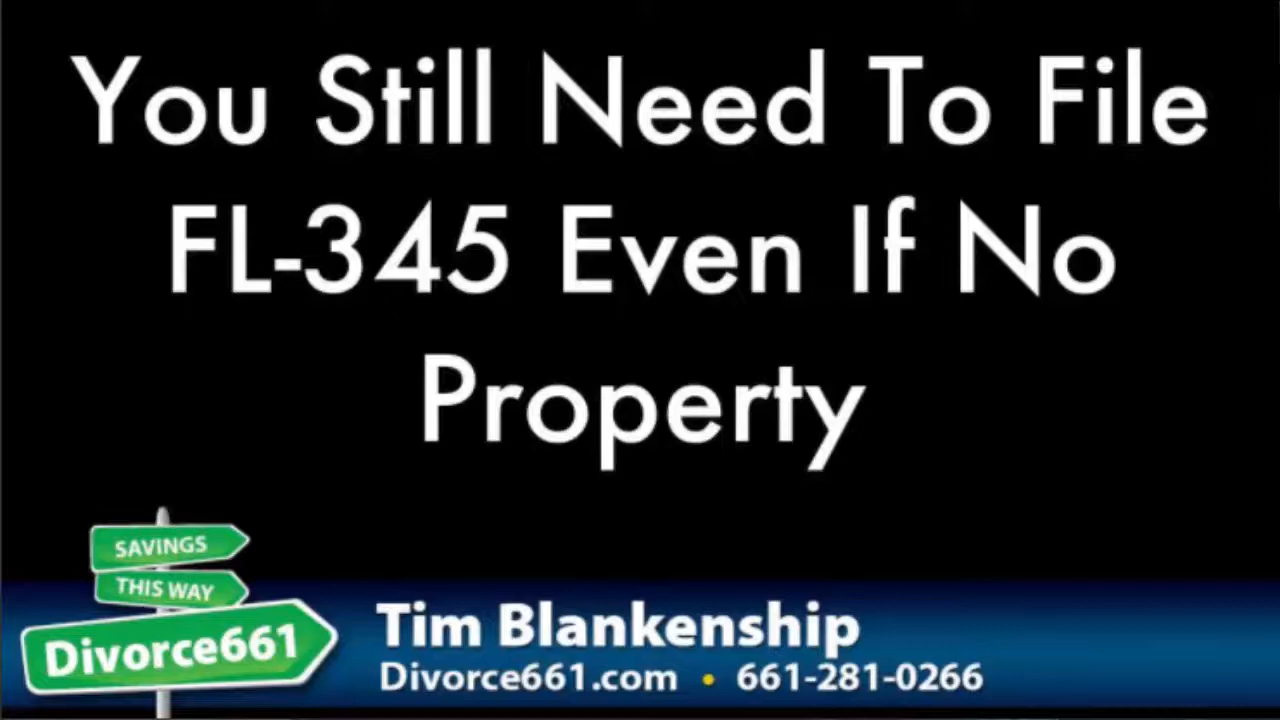 You Still Need To File
FL-345 Even If No
Property
SAVINGS
THIS WAY
Divorce661
Tim Blankenship
Divorce661.com • 661-281-0266